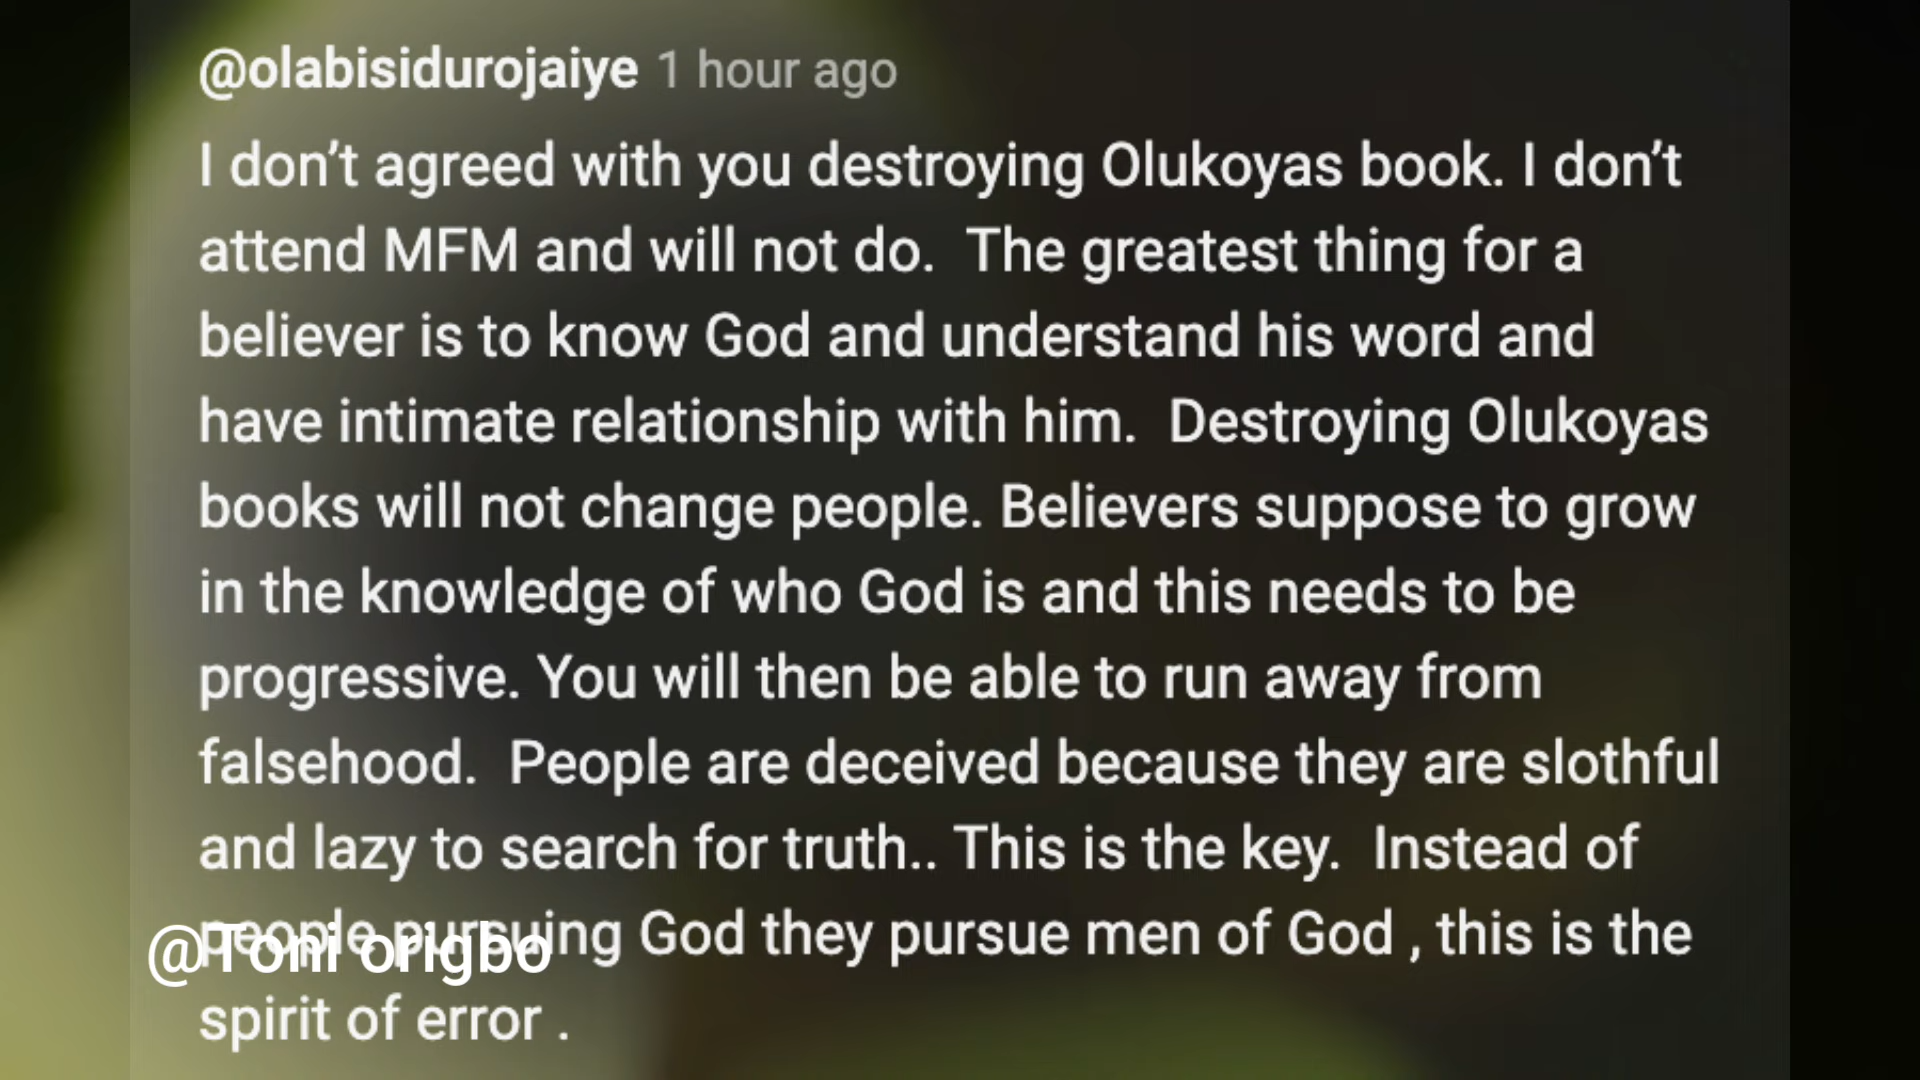 @olabisidurojaiye 1 hour ago
I don’t agreed with you destroying Olukoyas book. I don’t
attend MFM and will not do.  The greatest thing for a
believer is to know God and understand his word and
have intimate relationship with him.  Destroying Olukoyas
books will not change people. Believers suppose to grow
in the knowledge of who God is and this needs to be
progressive. You will then be able to run away from
falsehood.  People are deceived because they are slothful
and lazy to search for truth.. This is the key.  Instead of
people pursuing God they pursue men of God , this is the
@Toni origbo
spirit of error .